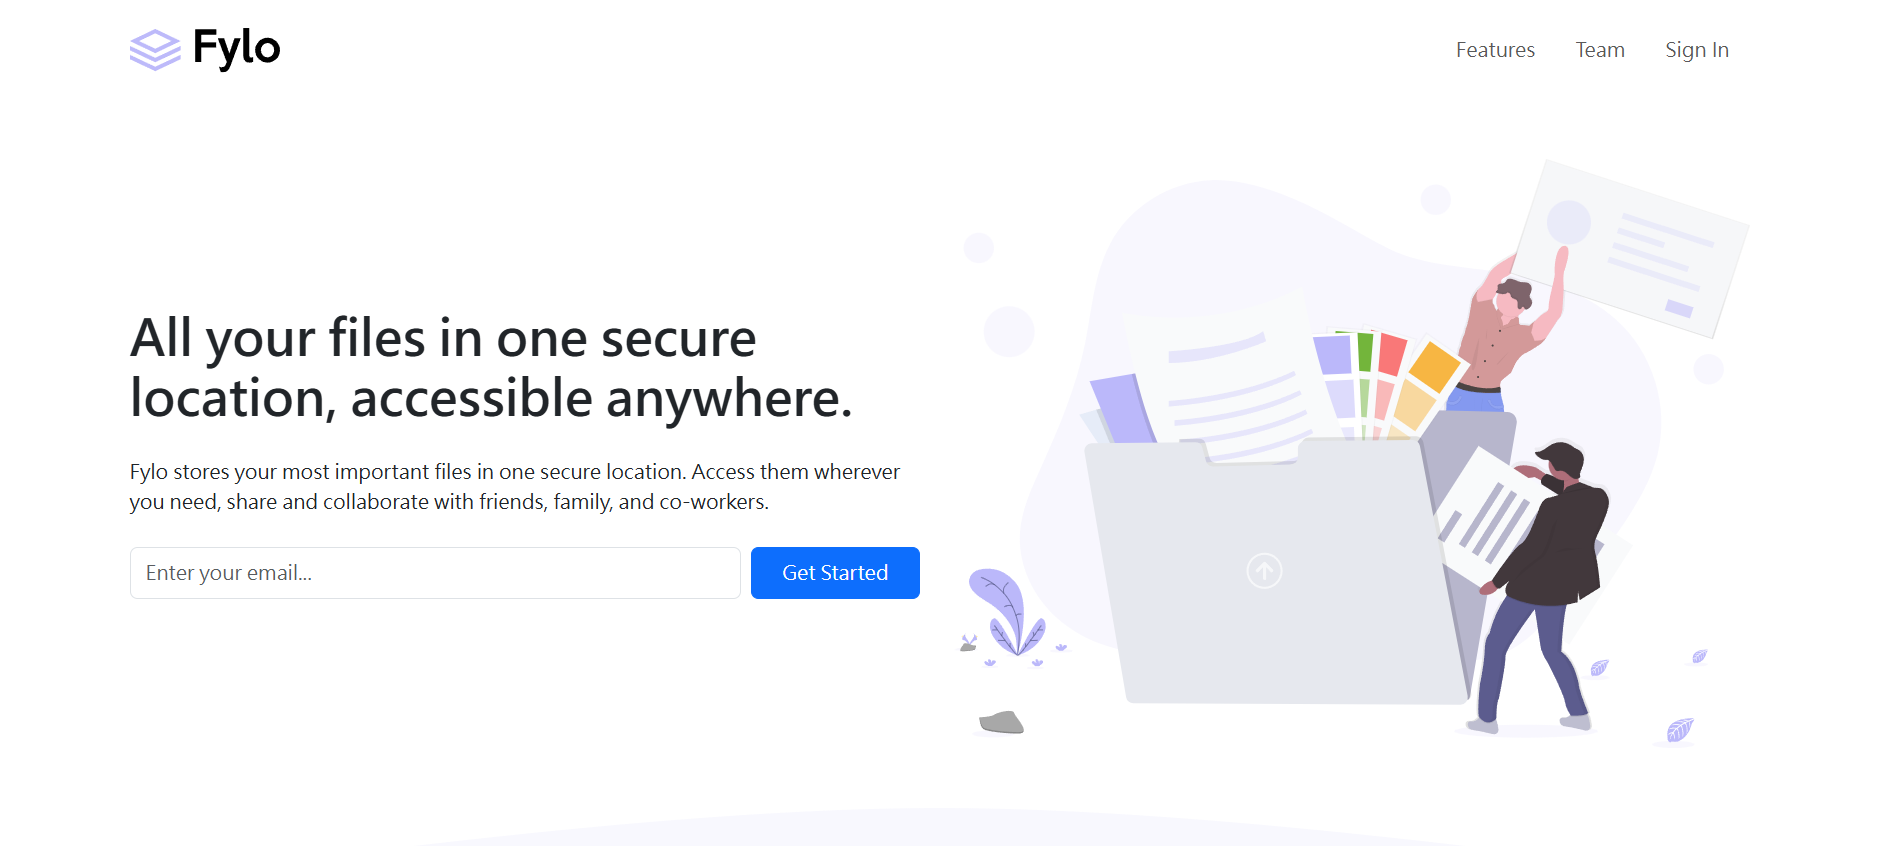 Fylo
Features
Team
Sign In
All your files in one secure
location, accessible anywhere.
Fylo stores your most important files in one secure location. Access them wherever
you need, share and collaborate with friends, family, and co-workers.
Enter your email...
Get Started